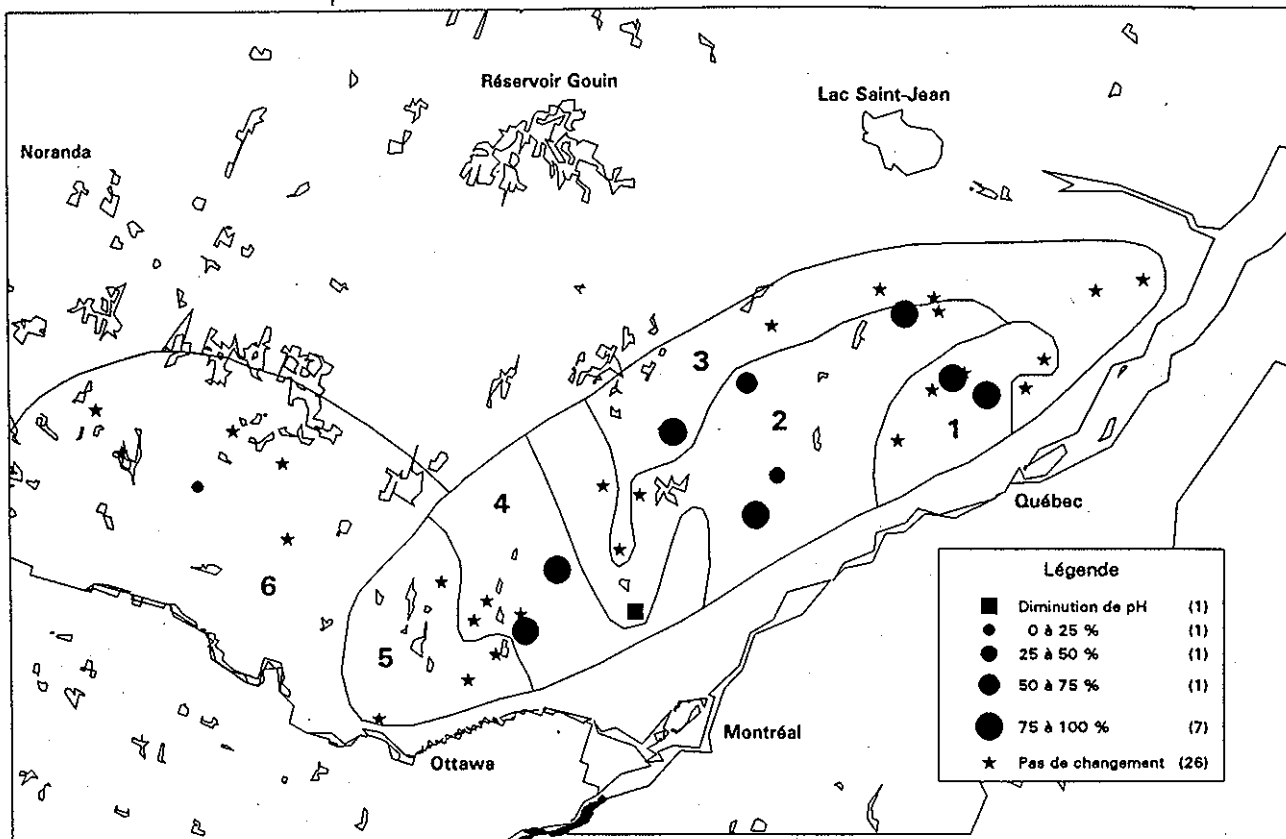 Réservoir Gouin
Lac Saint-Jean
Noranda
3
2
1
4
Québec
6
5
Montréal
Ottawa
Légende
Diminution de pH (1)
0 à 25 % (1)
25 à 50 % (1)
50 à 75 % (1)
75 à 100 % (7)
Pas de changement (26)